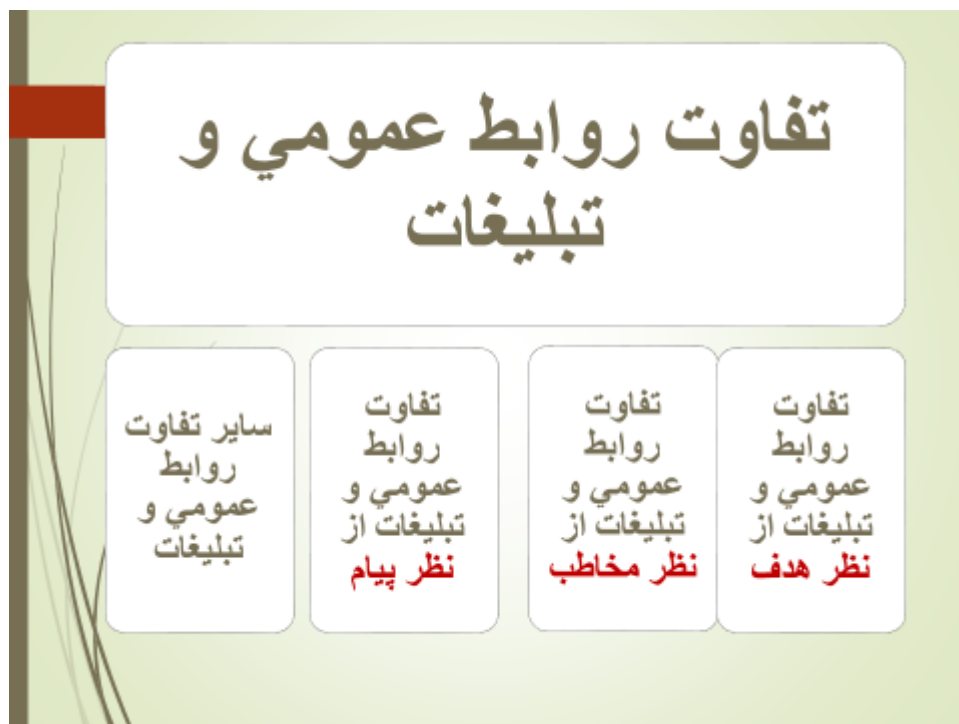 تفاوت روابط عمومي و
تبليغات
تفاوت
روابط
عمومي و
تبليغات از
نظر هدف
تفاوت
روابط
عمومي و
تبليغات از
نظر مخاطب
تفاوت
روابط
عمومي و
تبليغات از
نظر پيام
ساير تفاوت
روابط
عمومي و
تبليغات